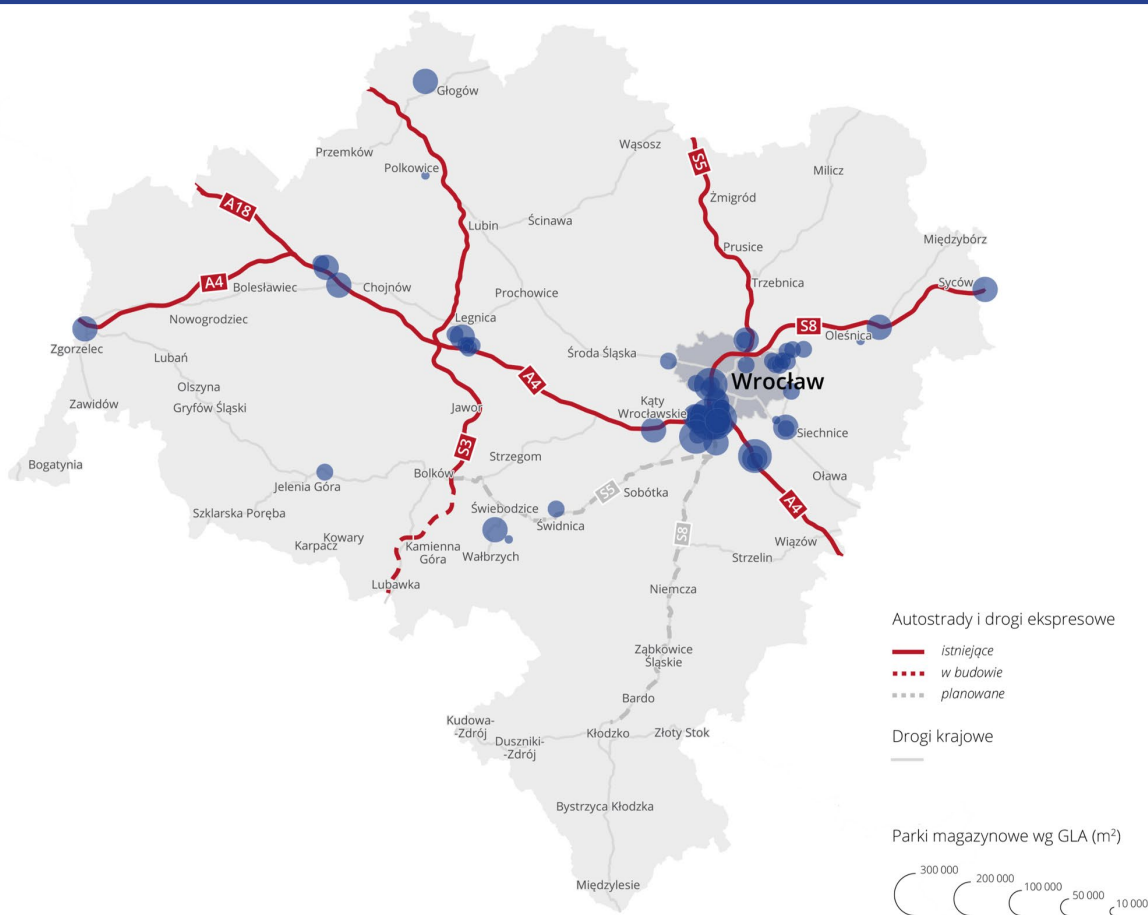 Głogów
Wąsosz
Przemków
Polkowice
S5
Milicz
Żmigród
A18
Lubin
Ścinawa
Prusice
Międzybórz
Trzebnica
A4
Bolesławiec
Chojnów
Prochowice
Syców
Nowogrodziec
Legnica
S8
Oleśnica
Zgorzelec
Lubań
Środa Śląska
Wrocław
Olszyna
A4
Zawidów
Gryfów Śląski
Jawor
Kąty
Wrocławskie
Siechnice
S3
Strzegom
Bogatynia
Bolków
Jelenia Góra
Oława
S5
Sobótka
A4
Szklarska Poręba
Świebodzice
Świdnica
S8
Kowary
Karpacz
Kamienna
Góra
Wałbrzych
Wiązów
Strzelin
Lubawka
Niemcza
Ząbkowice
Śląskie
Bardo
Kudowa-
-Zdrój
Duszniki-
-Zdrój
Kłodzko
Złoty Stok
Bystrzyca Kłodzka
Międzylesie
Autostrady i drogi ekspresowe
istniejące
w budowie
planowane
Drogi krajowe
Parki magazynowe wg GLA (m²)
300 000
200 000
100 000
50 000
10 000